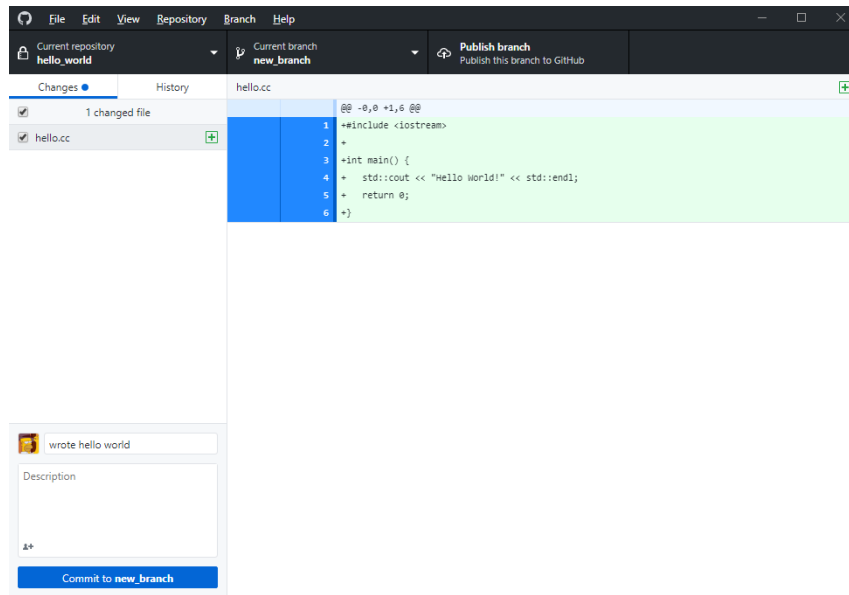 File Edit View Repository Branch Help
Current repository
hello_world
Current branch
new_branch
Publish branch
Publish this branch to GitHub
Changes History
1 changed file
hello.cc
wrote hello world
Description
Commit to new_branch
hello.cc
@@ -0,0 +1,6 @@
1 +#include <iostream>
2 +
3 +int main() {
4 +   std::cout << "Hello World!" << std::endl;
5 +   return 0;
6 +}